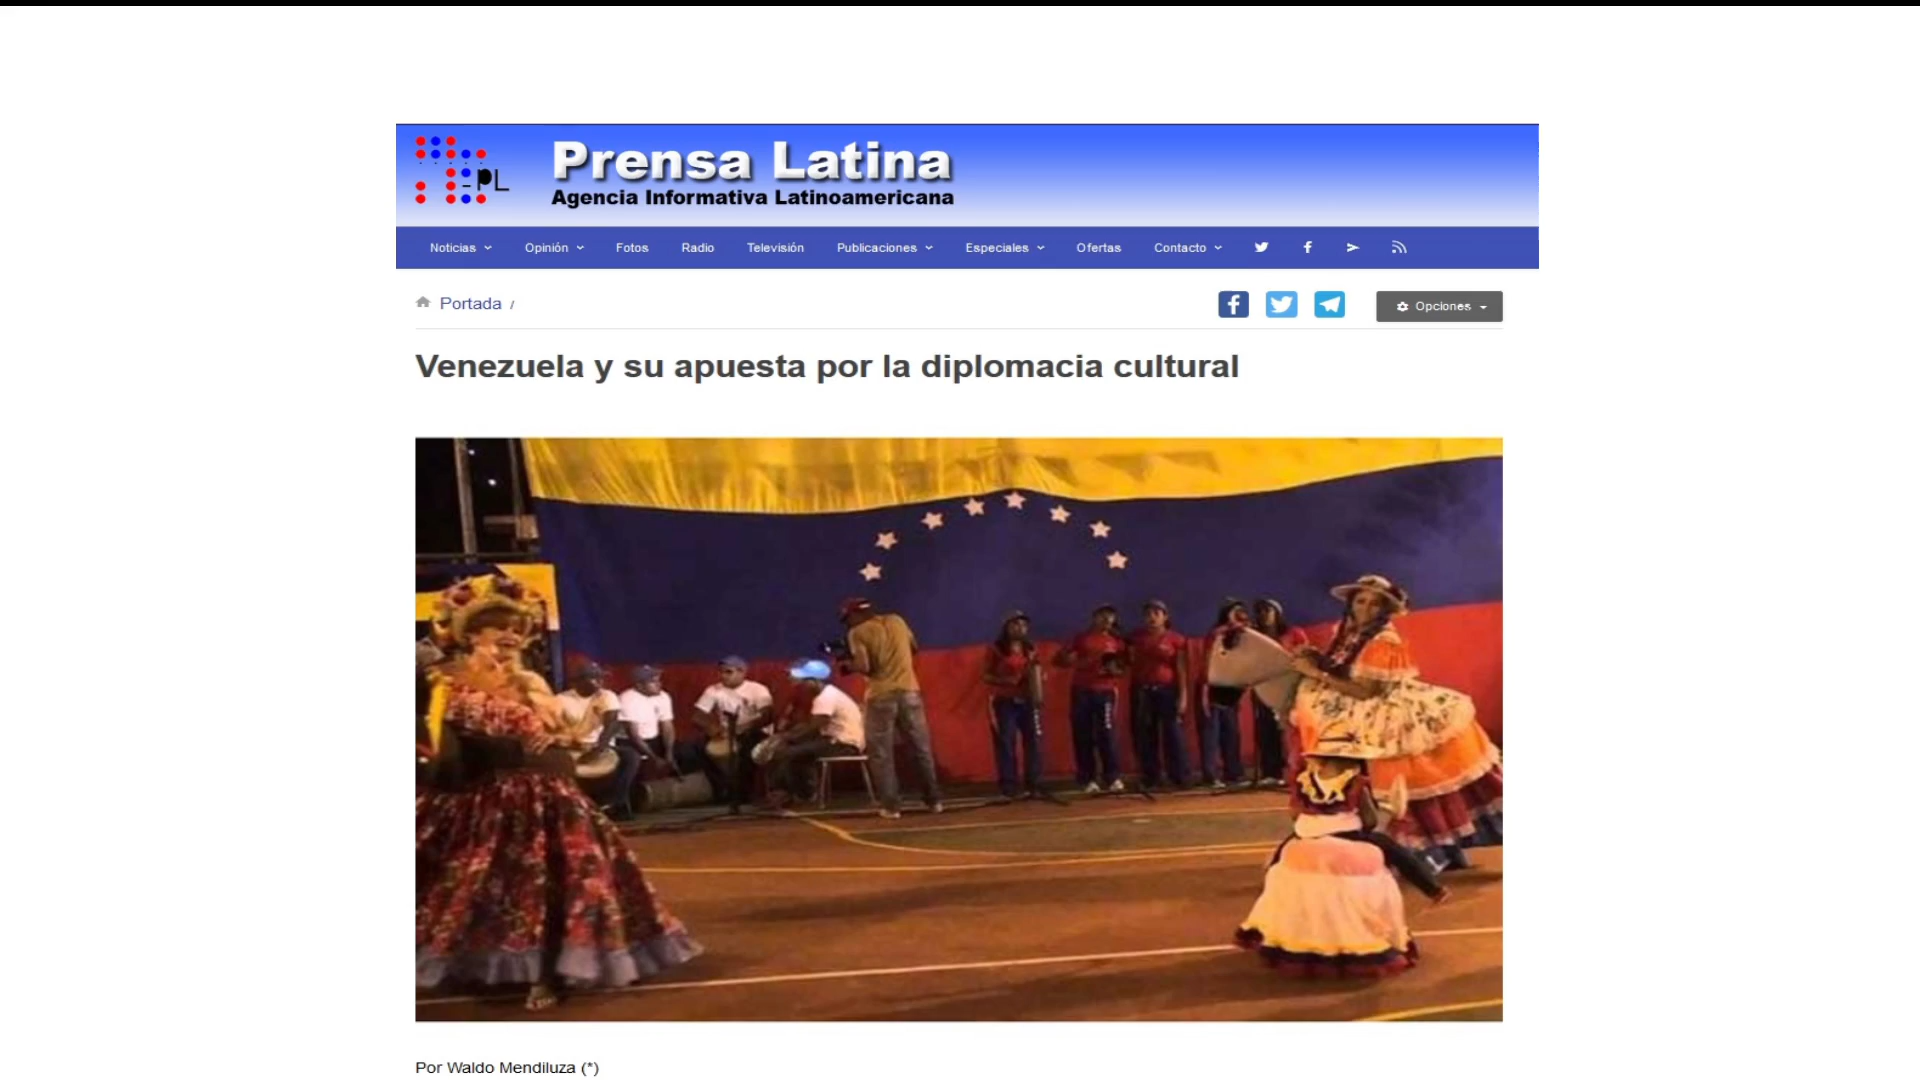 PL
Prensa Latina
Agencia Informativa Latinoamericana
Noticias Opinión Fotos Radio Televisión Publicaciones Especiales Ofertas Contacto
Portada / Opciones
Venezuela y su apuesta por la diplomacia cultural
Por Waldo Mendiluza (*)